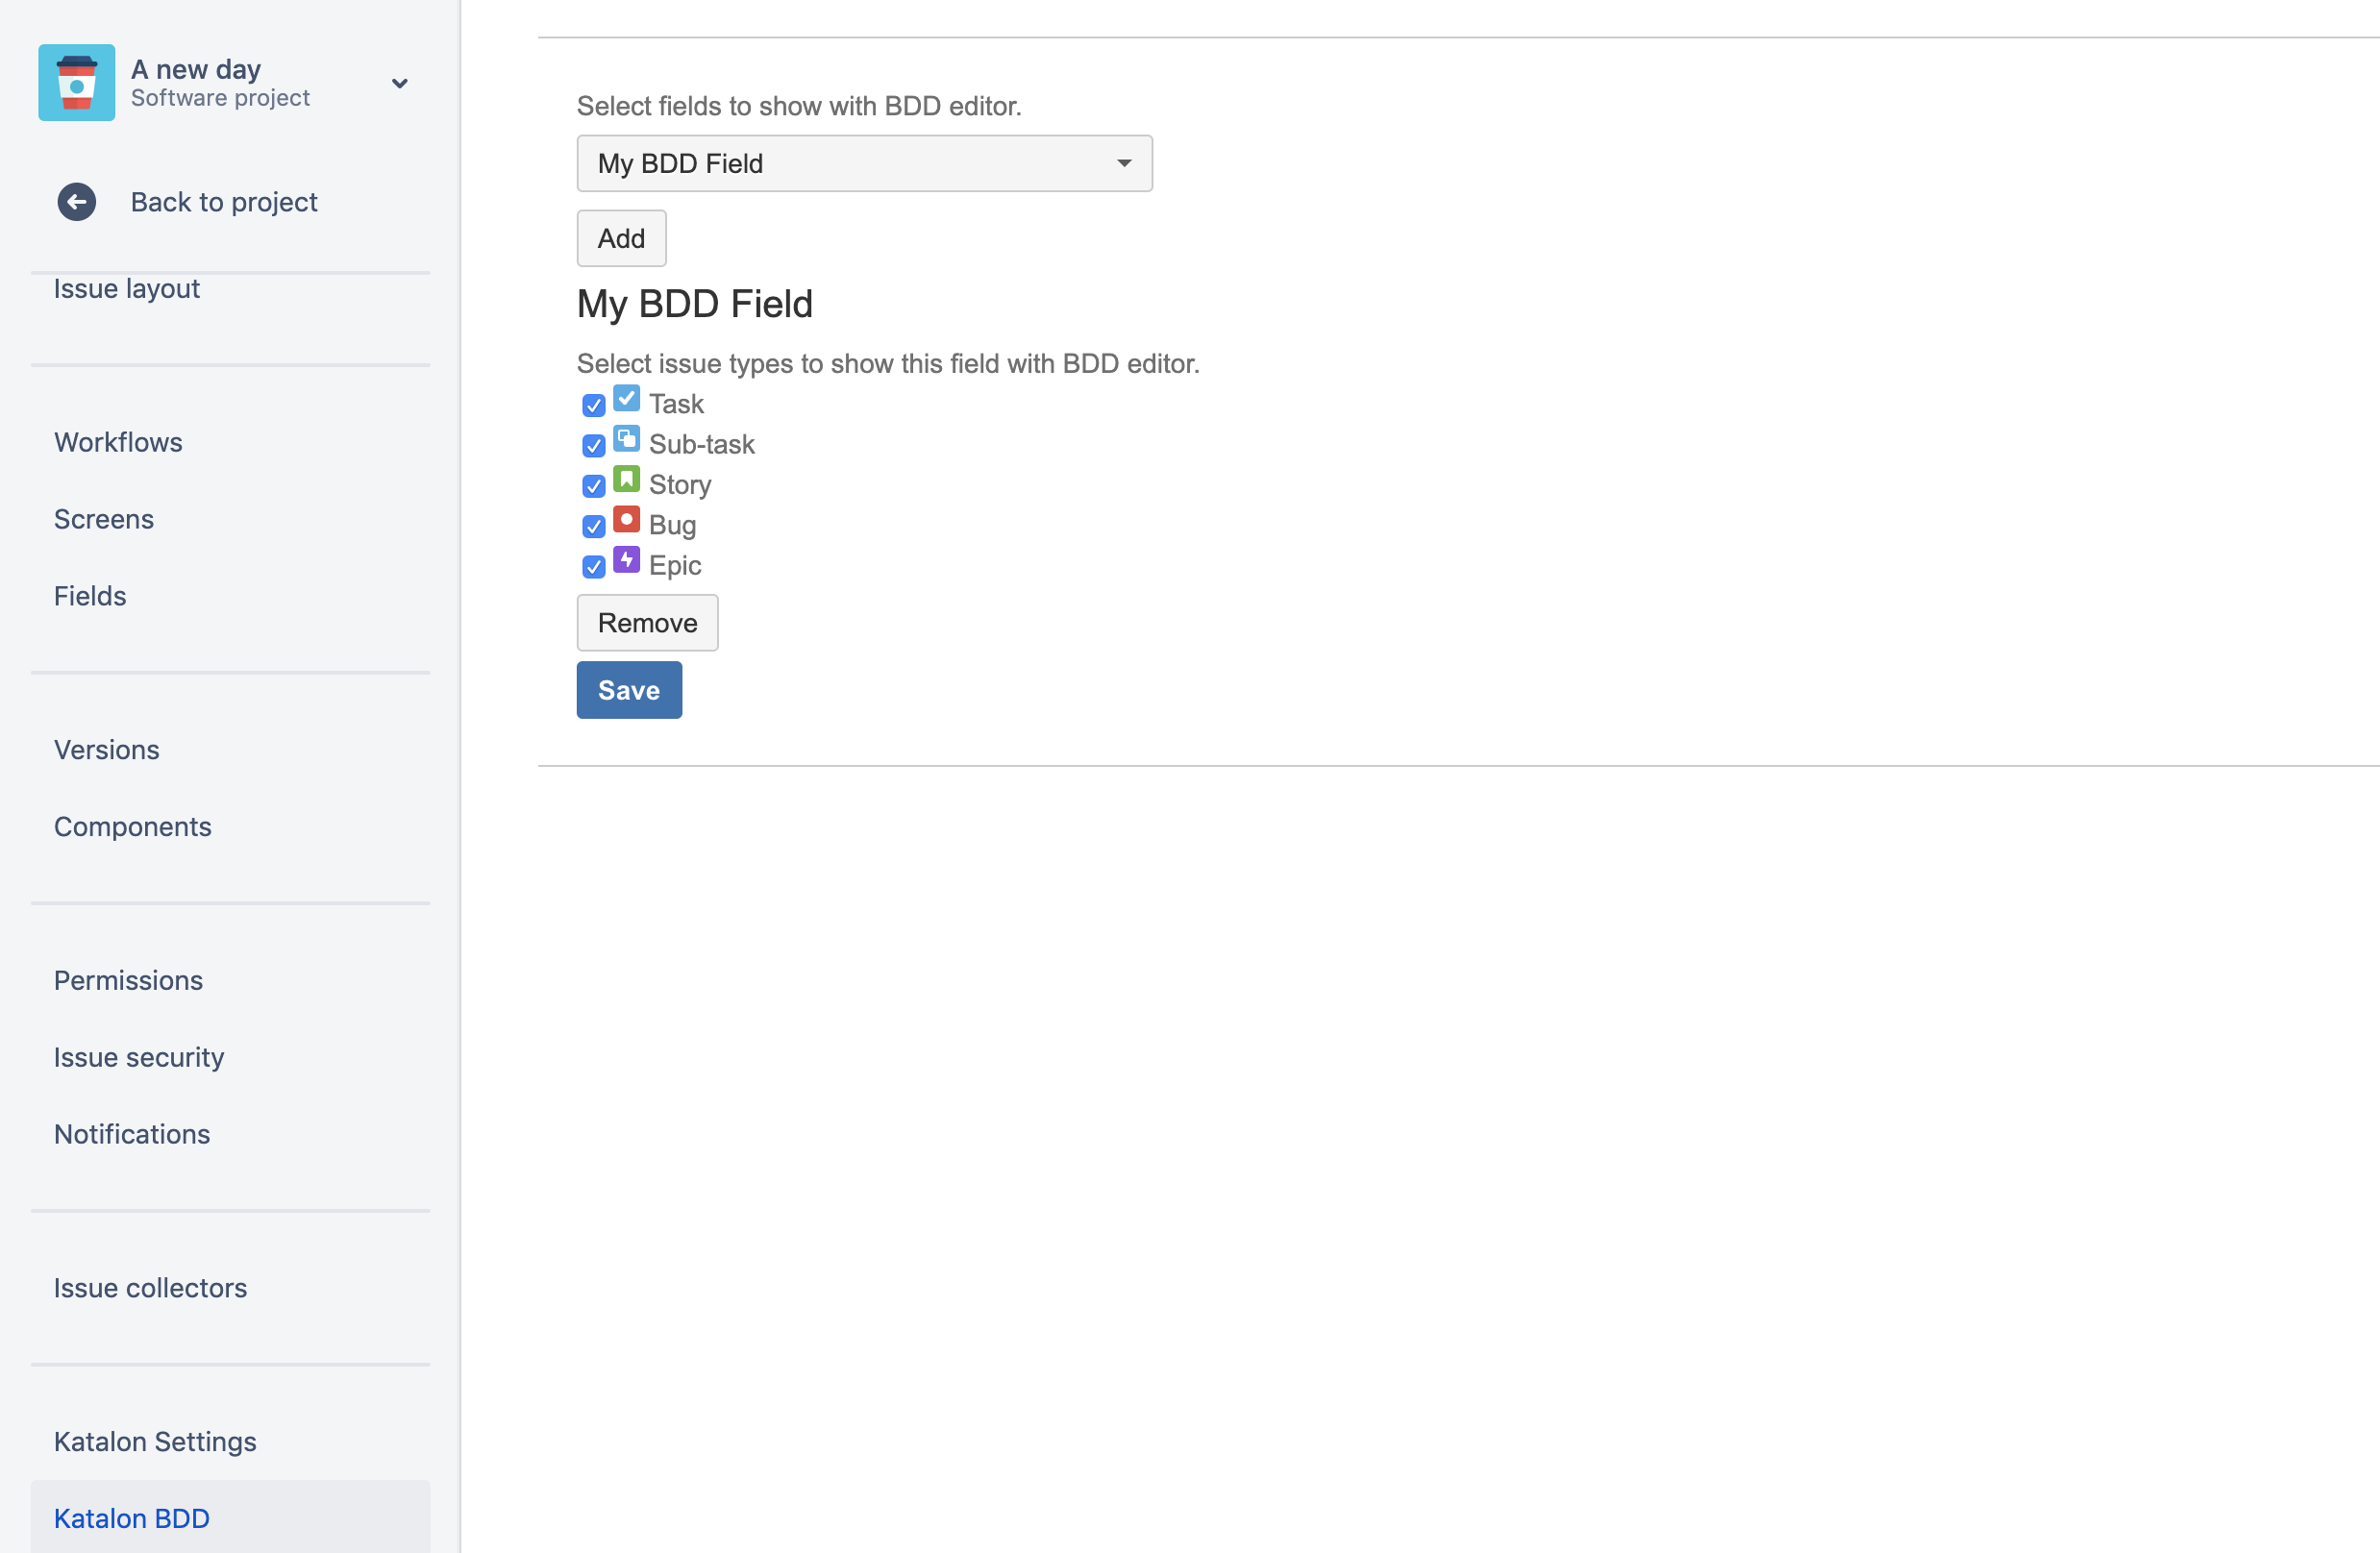 A new day
Software project
Back to project
Issue layout
Workflows
Screens
Fields
Versions
Components
Permissions
Issue security
Notifications
Issue collectors
Katalon Settings
Katalon BDD
Select fields to show with BDD editor.
My BDD Field
Add
My BDD Field
Select issue types to show this field with BDD editor.
Task
Sub-task
Story
Bug
Epic
Remove
Save